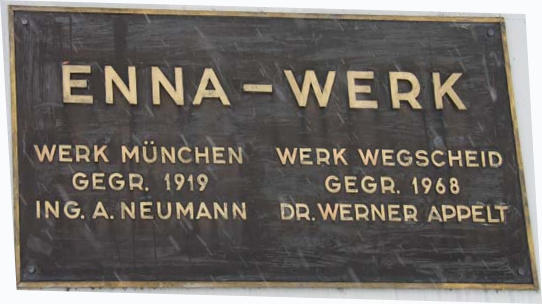 ENNA-WERK
WERK MÜNCHEN
GEGR. 1919
ING. A. NEUMANN
WERK WEGSCHEID
GEGR. 1968
DR. WERNER APPELT